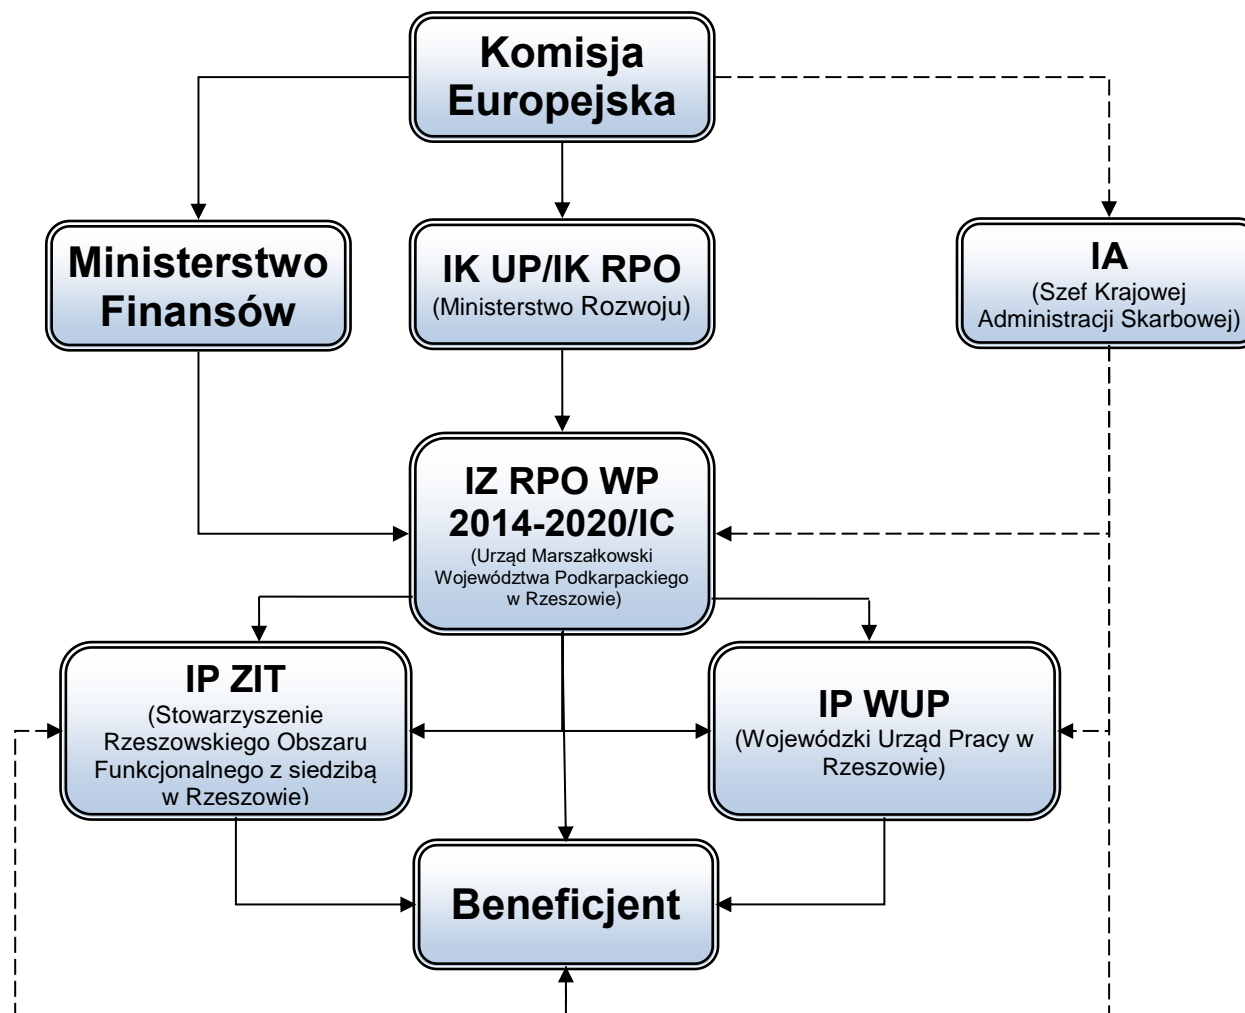 Komisja
Europejska
Ministerstwo
Finansów
IK UP/IK RPO
(Ministerstwo Rozwoju)
IA
(Szef Krajowej
Administracji Skarbowej)
IZ RPO WP
2014-2020/IC
(Urząd Marszałkowski
Województwa Podkarpackiego
w Rzeszowie)
IP ZIT
(Stowarzyszenie
Rzeszowskiego Obszaru
Funkcjonalnego z siedzibą
w Rzeszowie)
IP WUP
(Wojewódzki Urząd Pracy w
Rzeszowie)
Beneficjent